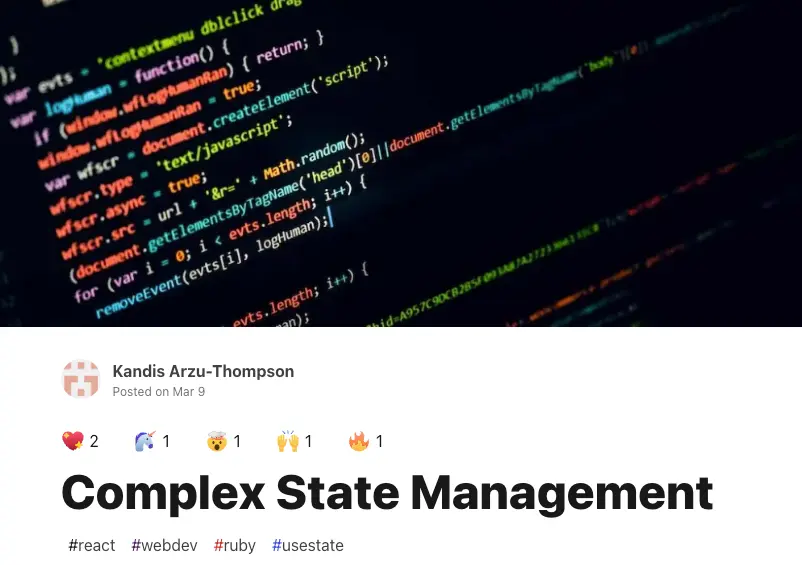 }
};
var evts = 'contextmenu dblclick drag
var logHuman = function() {
if (window.wfLogHumanRan) { return; }
window.wfLogHumanRan = true;
var wfscr = document.createElement('script');
wfscr.type = 'text/javascript';
wfscr.async = true;
wfscr.src = url + '&r=' + Math.random();
(document.getElementsByTagName('head')[0]||document.getElementsByTagName('body')[0])
for (var i = 0; i < evts.length; i++) {
removeEvent(evts[i], logHuman);
evts.length; i++) {
Kandis Arzu-Thompson
Posted on Mar 9
2 1 1 1 1
Complex State Management
#react #webdev #ruby #usestate